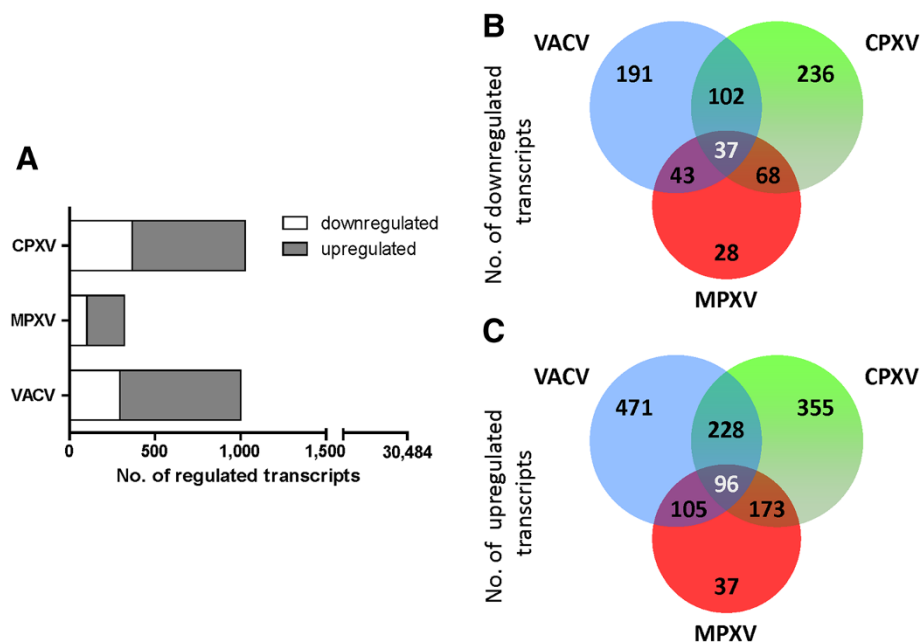 A
CPXV
MPXV
VACV
downregulated
upregulated
0
500
1,000
1,500
30,484
No. of regulated transcripts
B
VACV
CPXV
No. of downregulated
transcripts
191
102
236
37
43
68
28
MPXV
C
VACV
CPXV
No. of upregulated
transcripts
471
228
355
96
105
173
37
MPXV